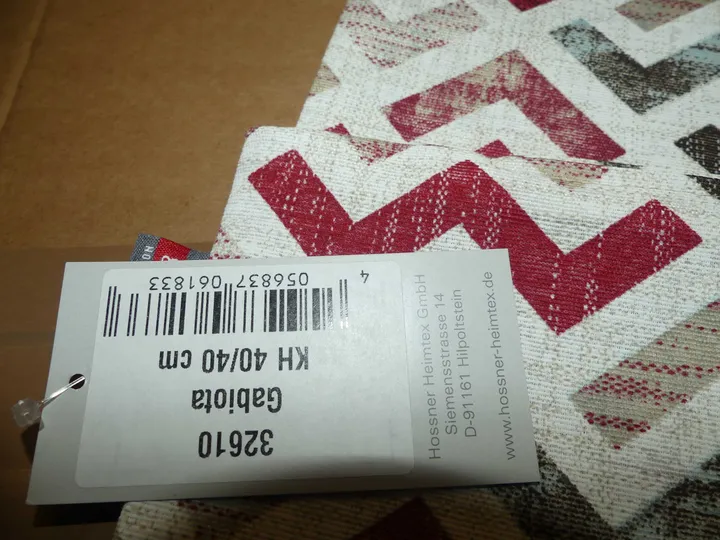 32610
Gabiota
KH 40/40 cm
4 056837 061833
Hossner Heimtex GmbH
Siemensstrasse 14
D-91161 Hilpoltstein
www.hossner-heimtex.de